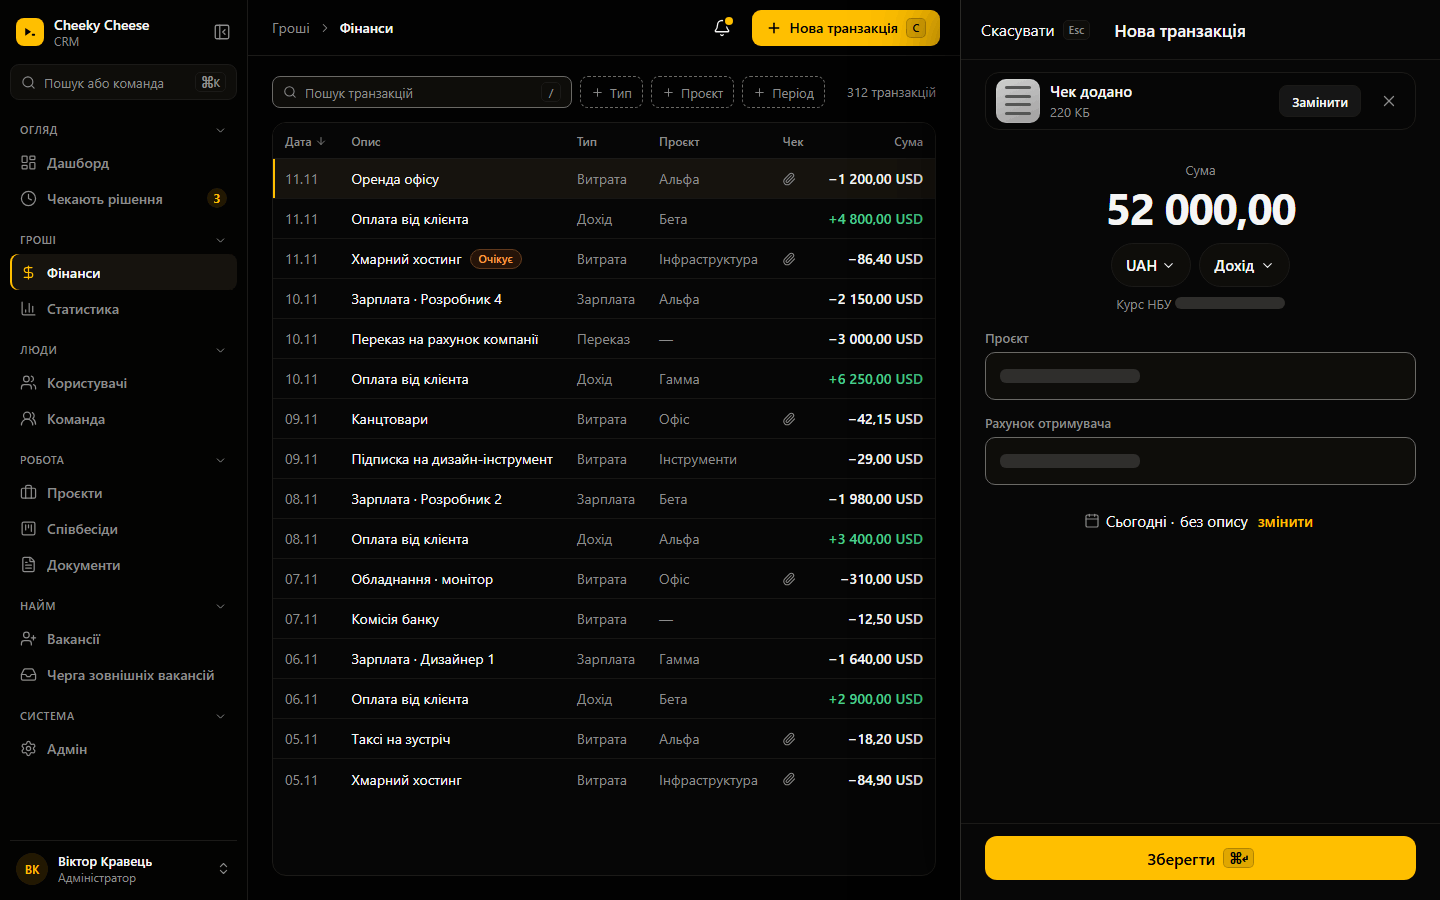 Cheeky Cheese
CRM
Пошук або команда ⌘K
ОГЛЯД
Дашборд
Чекають рішення 3
ГРОШІ
Фінанси
Статистика
ЛЮДИ
Користувачі
Команда
РОБОТА
Проєкти
Співбесіди
Документи
НАЙМ
Вакансії
Черга зовнішніх вакансій
СИСТЕМА
Адмін
ВК Віктор Кравець
Адміністратор
Гроші Фінанси
Нова транзакція C
Пошук транзакцій /
Тип Проєкт Період 312 транзакцій
Дата Опис Тип Проєкт Чек Сума
11.11 Оренда офісу Витрата Альфа −1 200,00 USD
11.11 Оплата від клієнта Дохід Бета +4 800,00 USD
11.11 Хмарний хостинг Очікує Витрата Інфраструктура −86,40 USD
10.11 Зарплата · Розробник 4 Зарплата Альфа −2 150,00 USD
10.11 Переказ на рахунок компанії Переказ — −3 000,00 USD
10.11 Оплата від клієнта Дохід Гамма +6 250,00 USD
09.11 Канцтовари Витрата Офіс −42,15 USD
09.11 Підписка на дизайн-інструмент Витрата Інструменти −29,00 USD
08.11 Зарплата · Розробник 2 Зарплата Бета −1 980,00 USD
08.11 Оплата від клієнта Дохід Альфа +3 400,00 USD
07.11 Обладнання · монітор Витрата Офіс −310,00 USD
07.11 Комісія банку Витрата — −12,50 USD
06.11 Зарплата · Дизайнер 1 Зарплата Гамма −1 640,00 USD
06.11 Оплата від клієнта Дохід Бета +2 900,00 USD
05.11 Таксі на зустріч Витрата Альфа −18,20 USD
05.11 Хмарний хостинг Витрата Інфраструктура −84,90 USD
Скасувати Esc Нова транзакція
Чек додано
220 КБ
Замінити
Сума
52 000,00
UAH Дохід
Курс НБУ
Проєкт
Рахунок отримувача
Сьогодні · без опису змінити
Зберегти ⌘↵